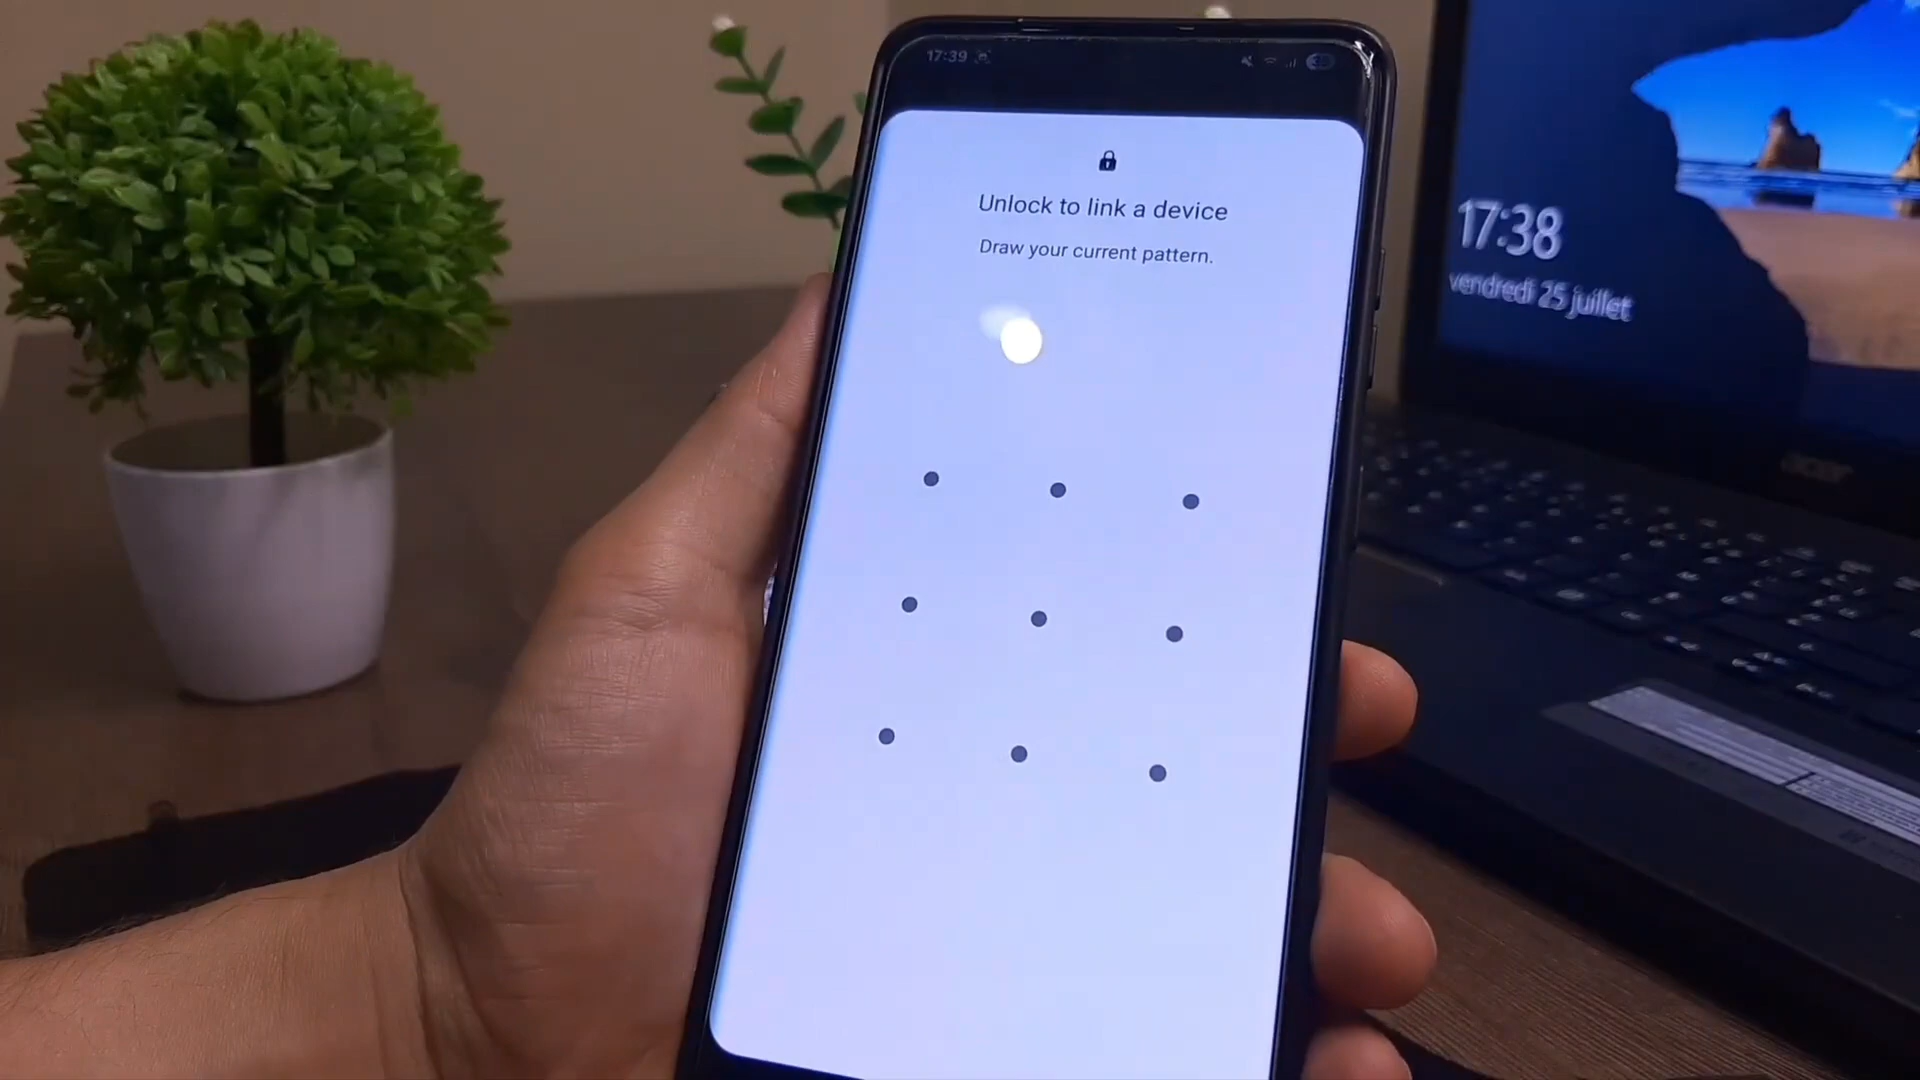 17:39
Unlock to link a device
Draw your current pattern.
17:38
vendredi 25 juillet
acer